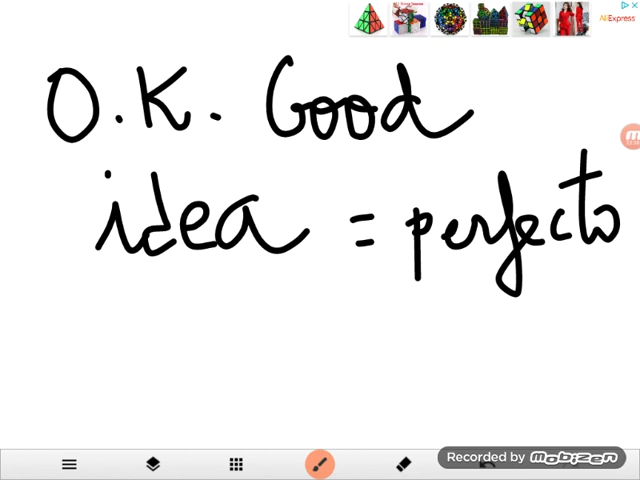 AliExpress
O.K. Good
idea = perfecto
Recorded by mobizen